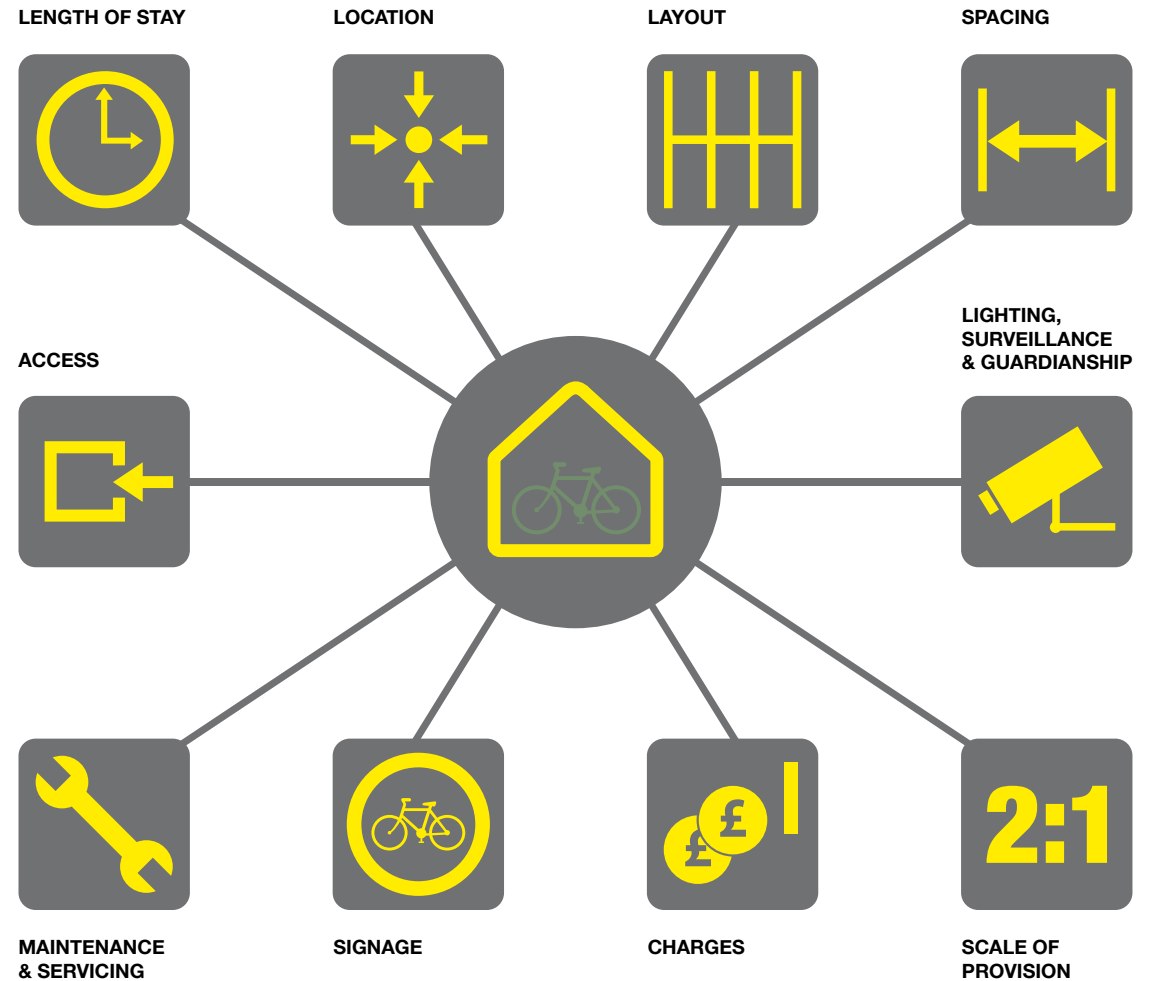 LENGTH OF STAY
LOCATION
LAYOUT
SPACING
LIGHTING,
SURVEILLANCE
& GUARDIANSHIP
ACCESS
£
£
2:1
MAINTENANCE
& SERVICING
SIGNAGE
CHARGES
SCALE OF
PROVISION